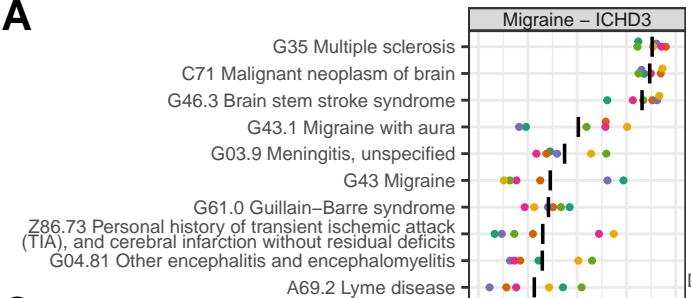 A
Migraine – ICHD3
G35 Multiple sclerosis
C71 Malignant neoplasm of brain
G46.3 Brain stem stroke syndrome
G43.1 Migraine with aura
G03.9 Meningitis, unspecified
G43 Migraine
G61.0 Guillain–Barre syndrome
Z86.73 Personal history of transient ischemic attack
(TIA), and cerebral infarction without residual deficits
G04.81 Other encephalitis and encephalomyelitis
A69.2 Lyme disease